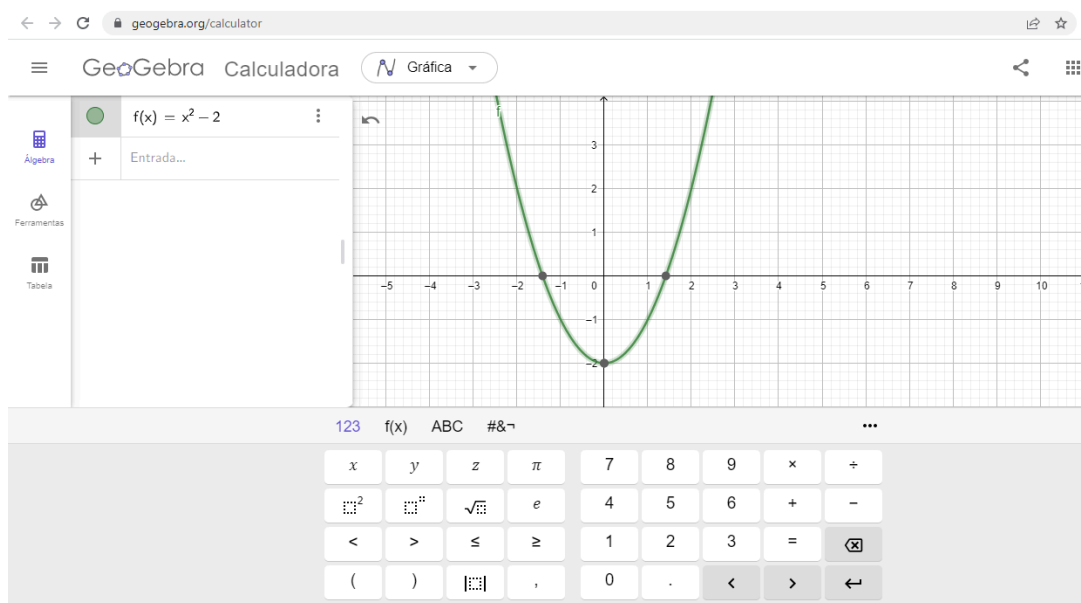 geogebra.org/calculator
GeoGebra Calculadora Gráfica
f(x) = x² – 2
Álgebra
+ Entrada...
Ferramentas
Tabela
f
3
2
1
–5 –4 –3 –2 –1 0 1 2 3 4 5 6 7 8 9 10
–1
–2
123 f(x) ABC #&¬
x y z π 7 8 9 × ÷
² √ e 4 5 6 + −
< > ≤ ≥ 1 2 3 =
( ) | | , 0 . < >